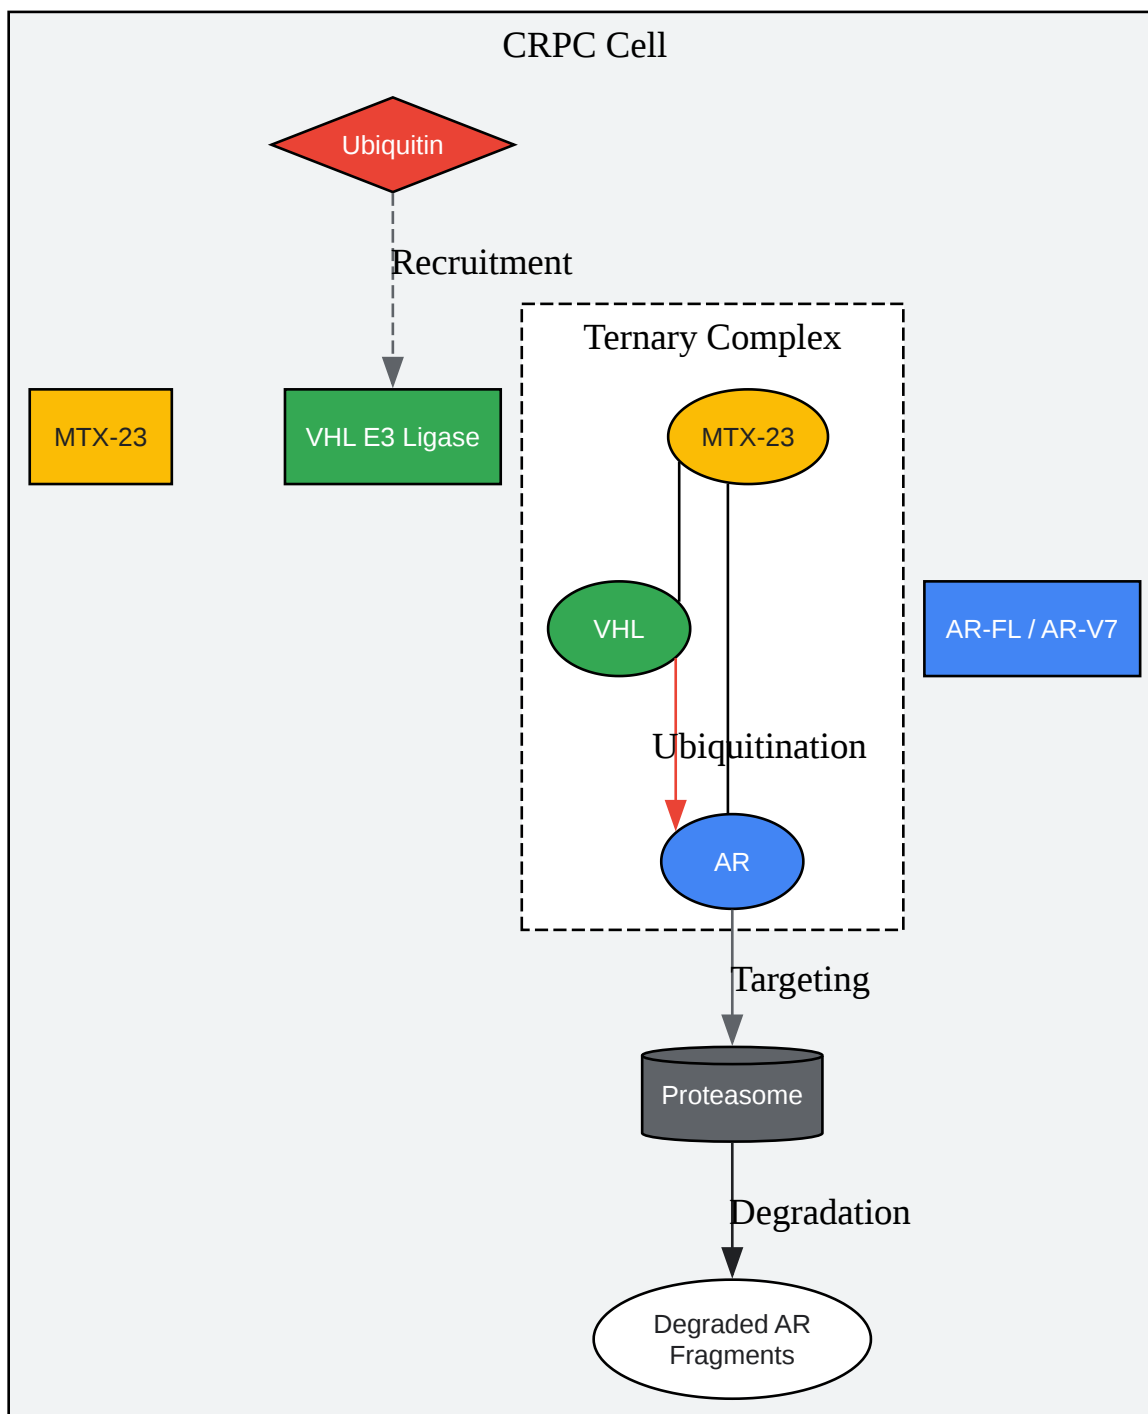 CRPC Cell
Ubiquitin
Recruitment
Ternary Complex
MTX-23
VHL E3 Ligase
MTX-23
VHL
AR-FL / AR-V7
Ubiquitination
AR
Targeting
Proteasome
Degradation
Degraded AR
Fragments